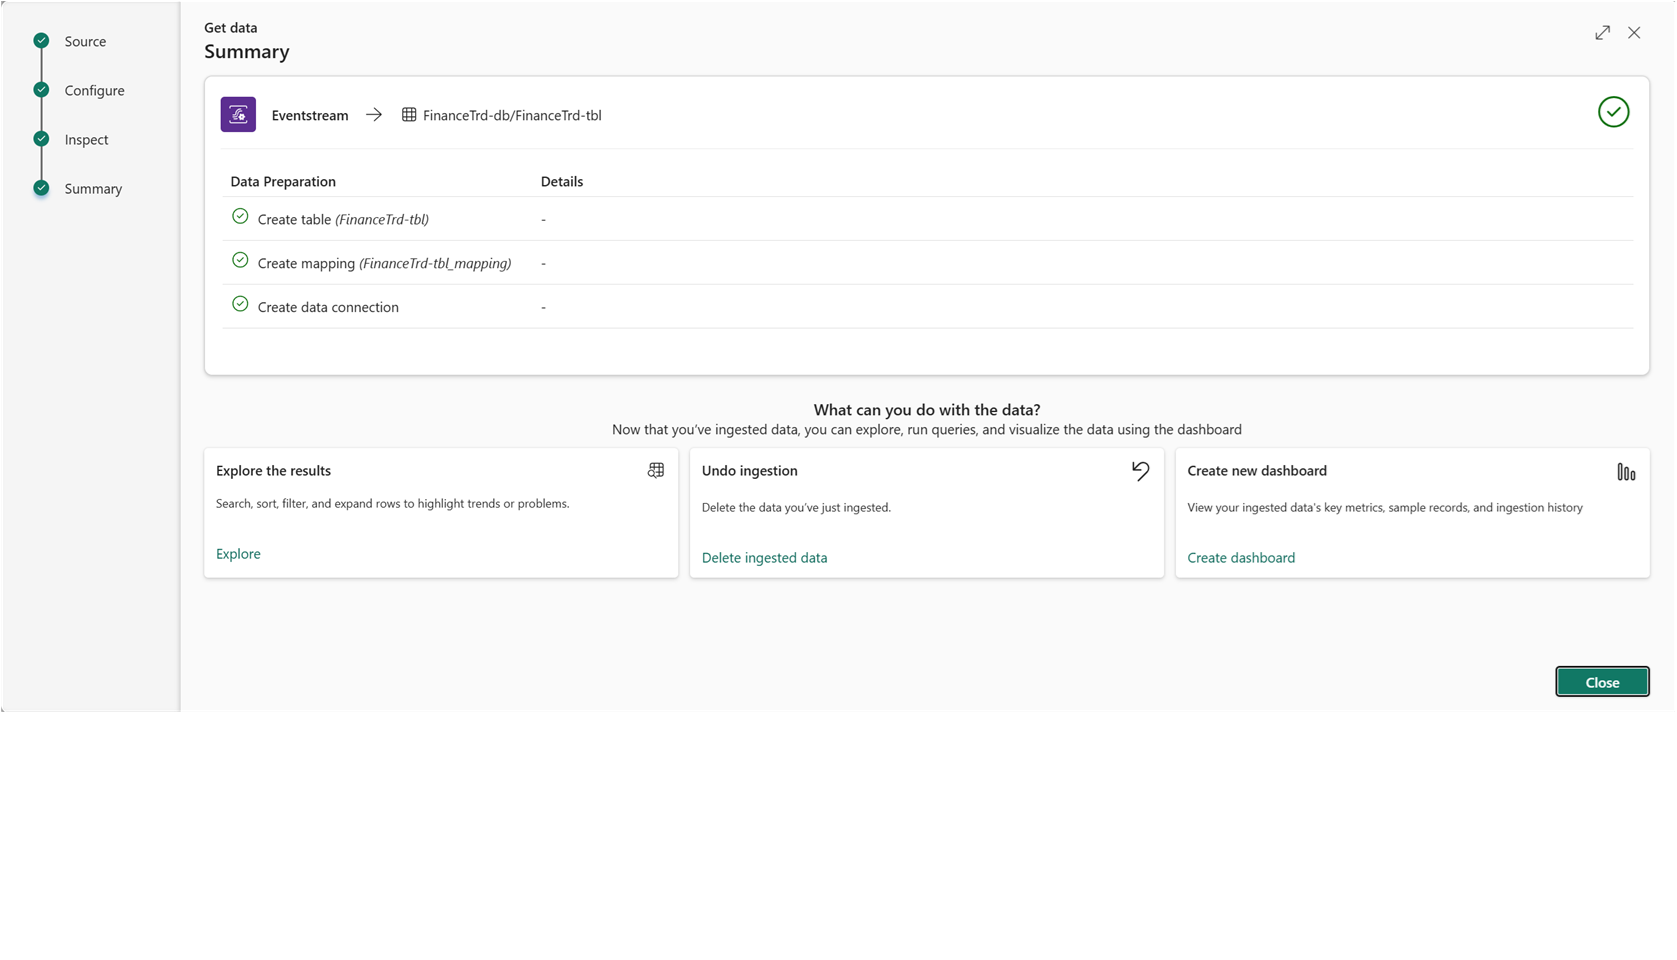 Source
Configure
Inspect
Summary
Get data
Summary
Eventstream → FinanceTrd-db/FinanceTrd-tbl
Data Preparation Details
Create table (FinanceTrd-tbl) -
Create mapping (FinanceTrd-tbl_mapping) -
Create data connection -
What can you do with the data?
Now that you’ve ingested data, you can explore, run queries, and visualize the data using the dashboard
Explore the results
Search, sort, filter, and expand rows to highlight trends or problems.
Explore
Undo ingestion
Delete the data you’ve just ingested.
Delete ingested data
Create new dashboard
View your ingested data's key metrics, sample records, and ingestion history
Create dashboard
Close